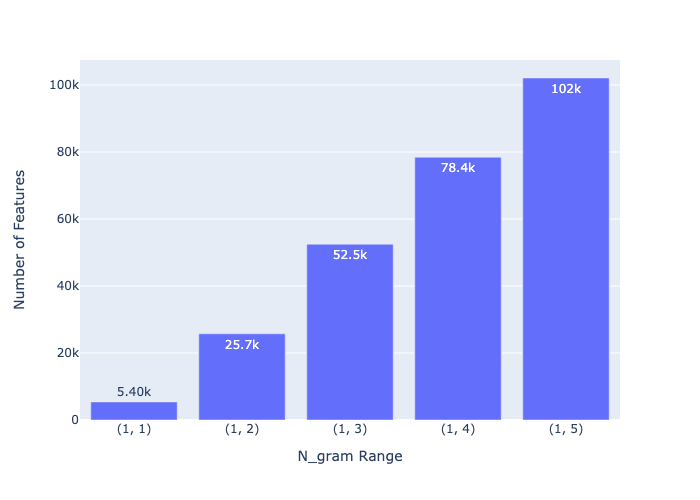 100k
80k
60k
40k
20k
0
Number of Features
5.40k
25.7k
52.5k
78.4k
102k
(1, 1)
(1, 2)
(1, 3)
(1, 4)
(1, 5)
N_gram Range